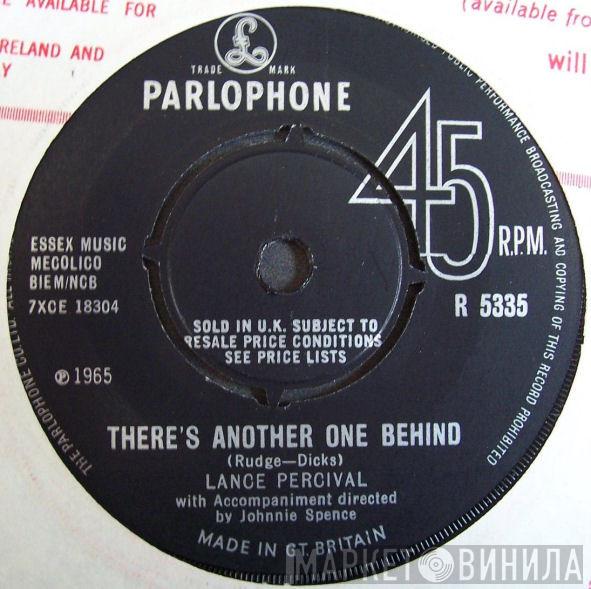 E AVAILABLE FOR
RELAND AND
Y
(available fro
will
£
TRADE MARK
PARLOPHONE
45
R.P.M.
R 5335
ESSEX MUSIC
MECOLICO
BIEM/NCB
7XCE 18304
SOLD IN U.K. SUBJECT TO
RESALE PRICE CONDITIONS
SEE PRICE LISTS
℗ 1965
THERE'S ANOTHER ONE BEHIND
(Rudge—Dicks)
LANCE PERCIVAL
with Accompaniment directed
by Johnnie Spence
MADE IN GT. BRITAIN
THE PARLOPHONE CO. LTD.
PUBLIC PERFORMANCE BROADCASTING AND COPYING OF THIS RECORD PROHIBITED
МАРКЕТ ВИНИЛА